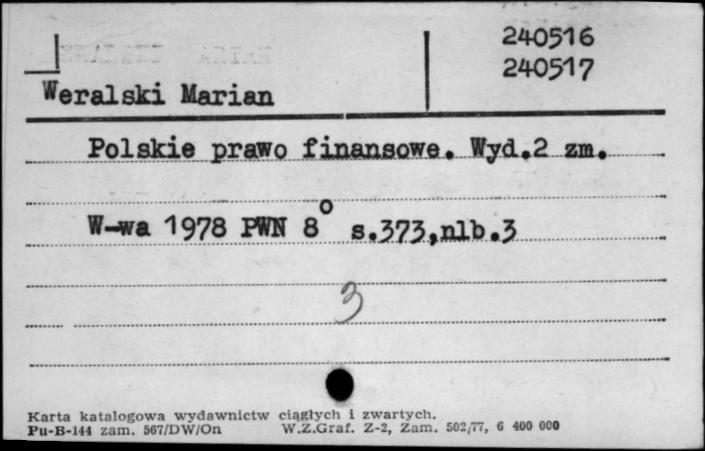 240516
240517
Weralski Marian
Polskie prawo finansowe. Wyd.2 zm.
W-wa 1978 PWN 8° s.373,nlb.3
3
Karta katalogowa wydawnictw ciągłych i zwartych.
Pu-B-144 zam. 567/DW/On W.Z.Graf. Z-2, Zam. 502/77, 6 400 000